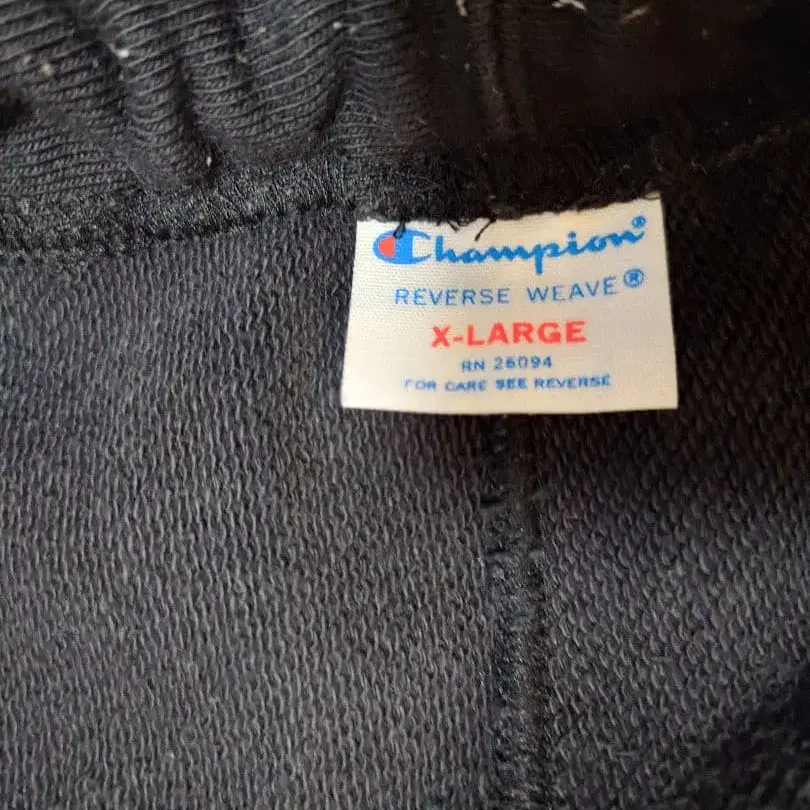 Champion®
REVERSE WEAVE®
X-LARGE
RN 26094
FOR CARE SEE REVERSE